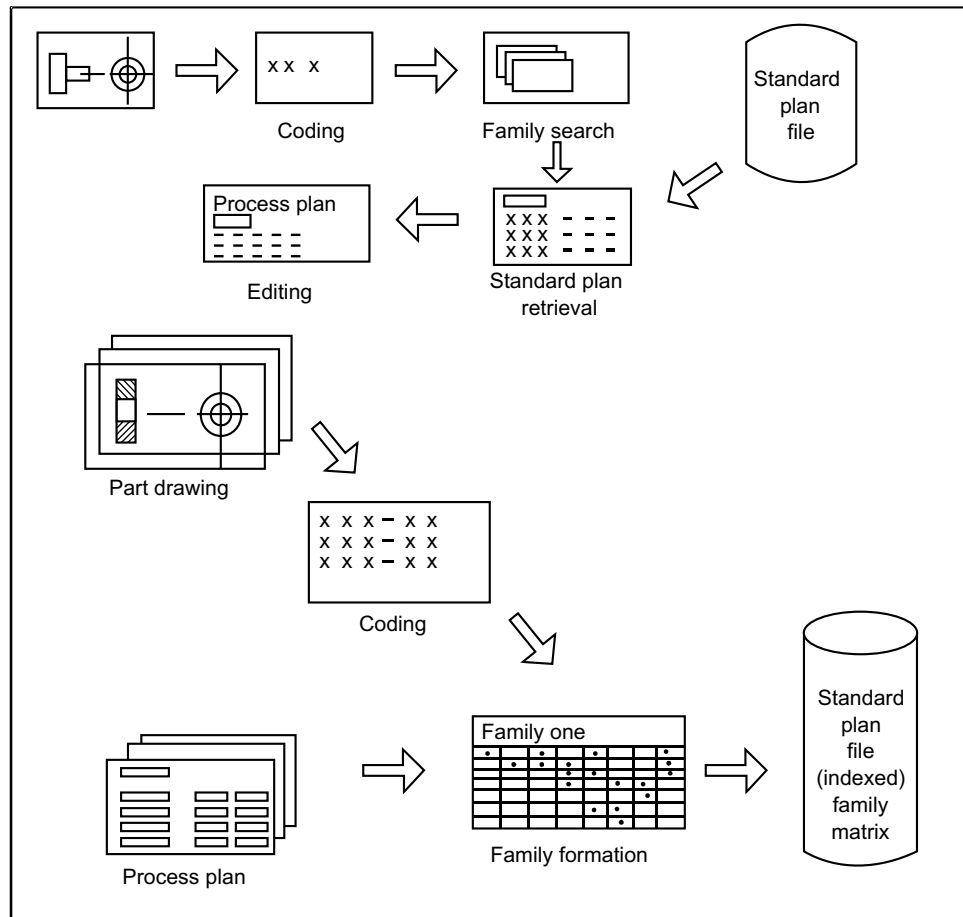 x x x
Coding
Family search
Standard
plan
file
Process plan
Editing
x x x – – –
x x x – – –
x x x – – –
Standard plan
retrieval
Part drawing
x x x – x x
x x x – x x
x x x – x x
Coding
Process plan
Family one
Family formation
Standard
plan
file
(indexed)
family
matrix